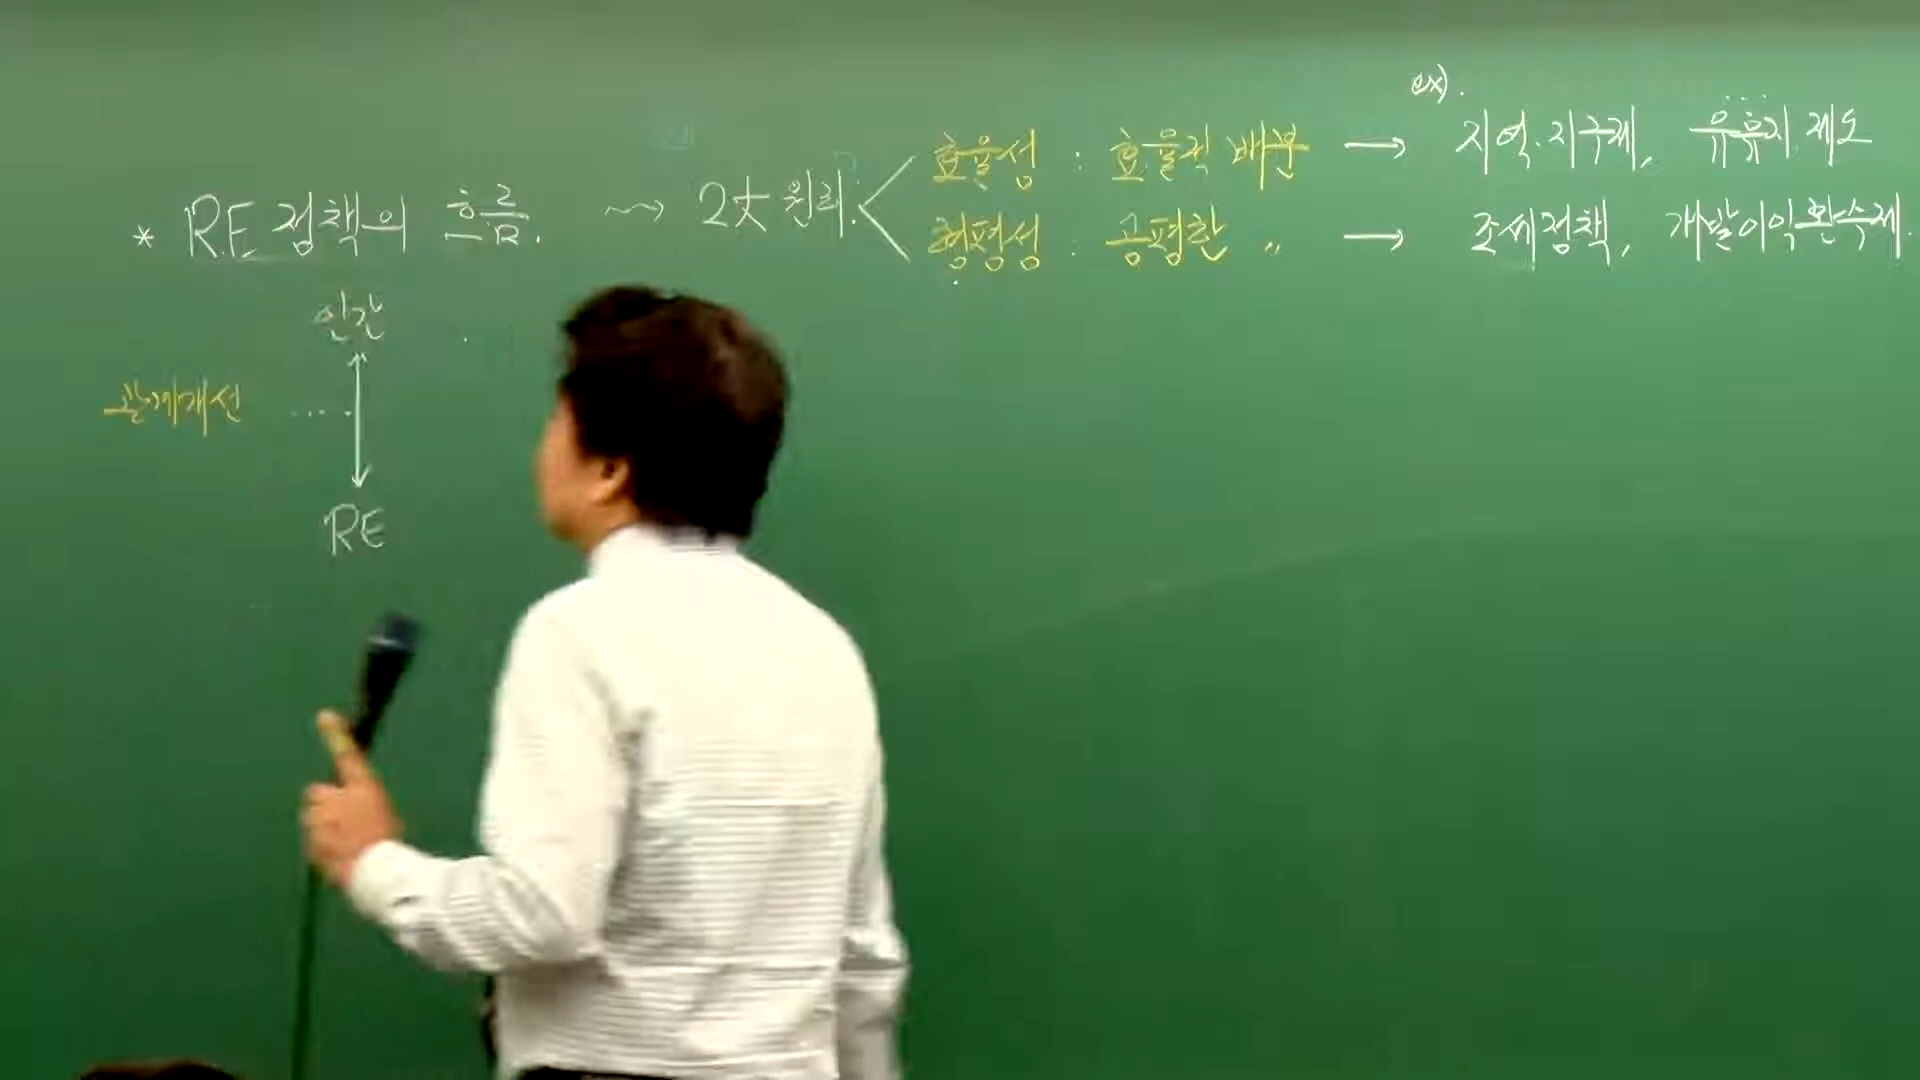 ex).
* RE 정책의 흐름. → 2大 원리.
효율성 : 효율적 배분 → 지역·지구제, 유휴지 제도
형평성 : 공평한 〃 → 조세정책, 개발이익환수제.
인간
관계개선 ....
RE